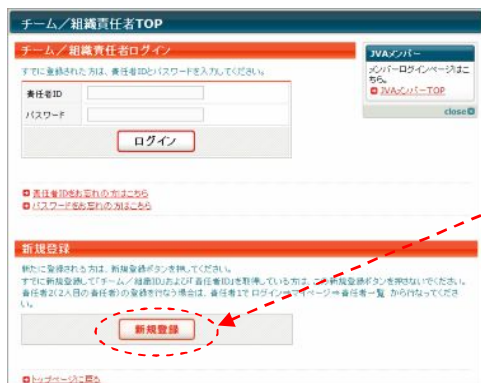 チーム/組織責任者TOP
チーム/組織責任者ログイン
すでに登録された方は、責任者IDとパスワードを入力してください。
責任者ID
パスワード
ログイン
責任者IDをお忘れの方はこちら
パスワードをお忘れの方はこちら
JVAメンバー
メンバーログインページはこ
ちら。
JVAメンバーTOP
close
新規登録
新たに登録される方は、新規登録ボタンを押してください。
すでに新規登録して「チーム/組織ID」および「責任者ID」を取得している方は、この新規登録ボタンを押さないでください。
責任者2(2人目の責任者)の登録を行なう場合は、責任者1でログイン⇒マイページ⇒責任者一覧 から行なってくださ
い。
新規登録
トップページに戻る